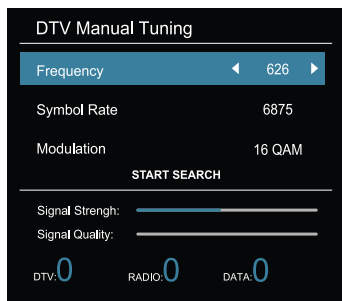 DTV Manual Tuning
Frequency 626
Symbol Rate 6875
Modulation 16 QAM
START SEARCH
Signal Strengh:
Signal Quality:
DTV:0 RADIO:0 DATA:0